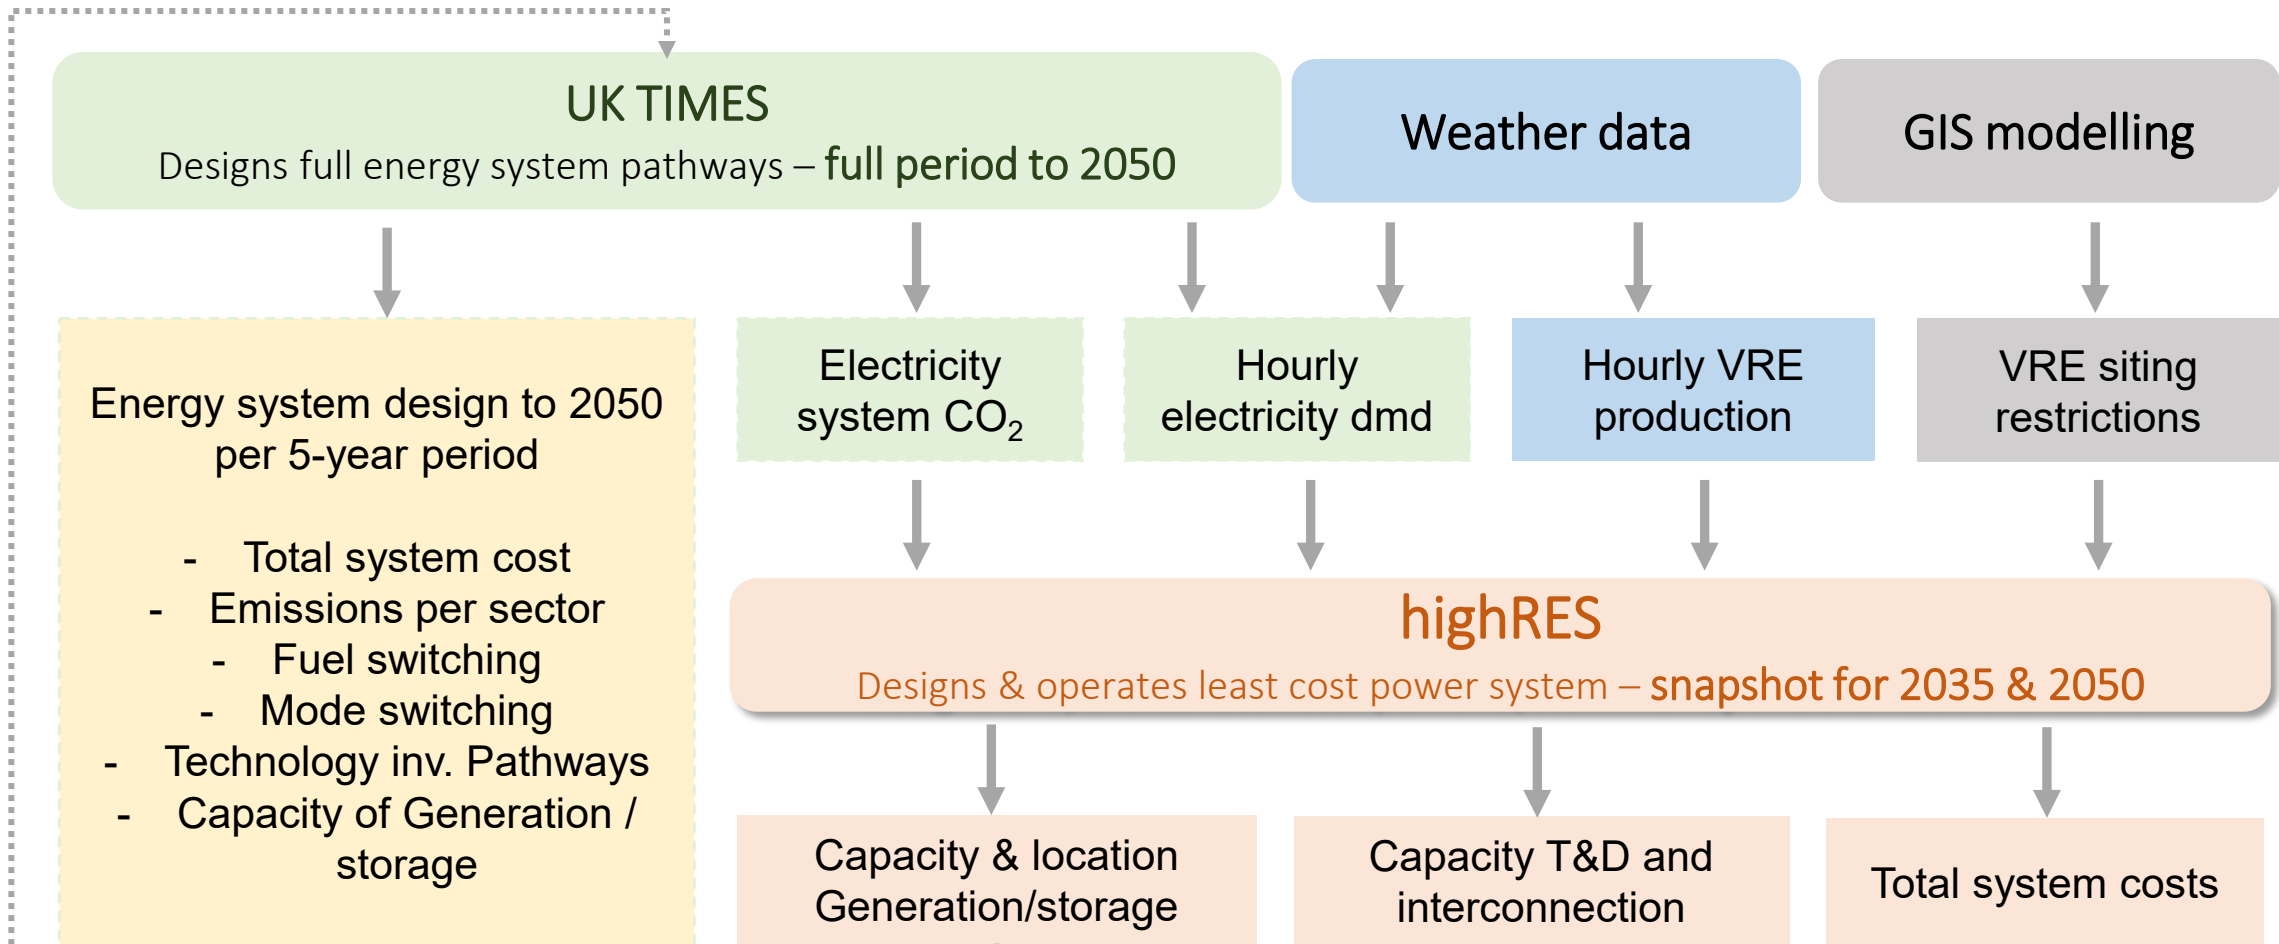 UK TIMES
Designs full energy system pathways – full period to 2050
Weather data
GIS modelling
Energy system design to 2050
per 5-year period
- Total system cost
- Emissions per sector
- Fuel switching
- Mode switching
- Technology inv. Pathways
- Capacity of Generation /
storage
Electricity
system CO₂
Hourly
electricity dmd
Hourly VRE
production
VRE siting
restrictions
highRES
Designs & operates least cost power system – snapshot for 2035 & 2050
Capacity & location
Generation/storage
Capacity T&D and
interconnection
Total system costs